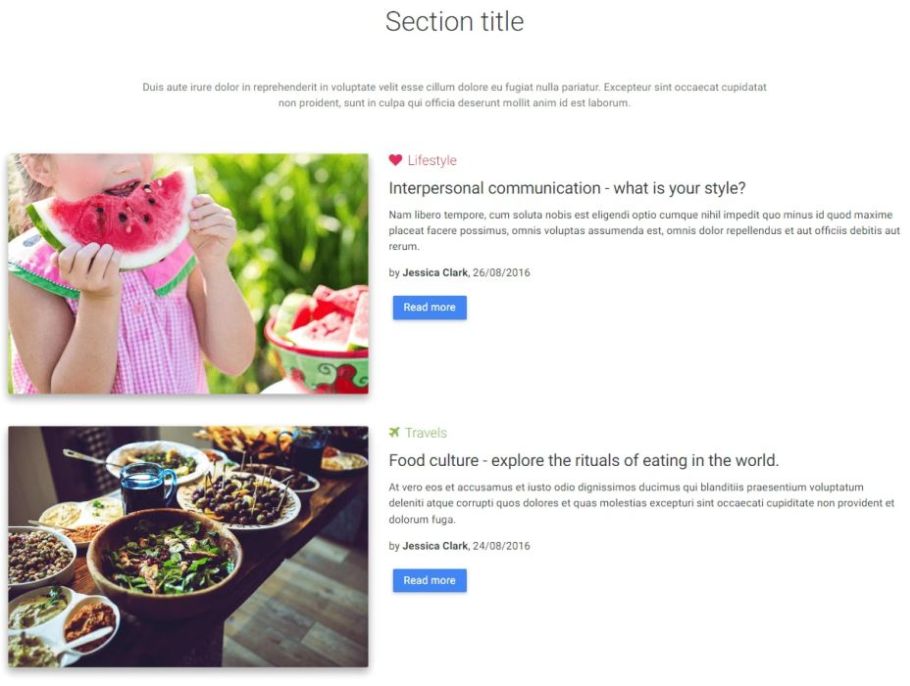 Section title
Duis aute irure dolor in reprehenderit in voluptate velit esse cillum dolore eu fugiat nulla pariatur. Excepteur sint occaecat cupidatat
non proident, sunt in culpa qui officia deserunt mollit anim id est laborum.
Lifestyle
Interpersonal communication - what is your style?
Nam libero tempore, cum soluta nobis est eligendi optio cumque nihil impedit quo minus id quod maxime
placeat facere possimus, omnis voluptas assumenda est, omnis dolor repellendus et aut officiis debitis aut
rerum.
by Jessica Clark, 26/08/2016
Read more
Travels
Food culture - explore the rituals of eating in the world.
At vero eos et accusamus et iusto odio dignissimos ducimus qui blanditiis praesentium voluptatum
deleniti atque corrupti quos dolores et quas molestias excepturi sint occaecati cupiditate non provident et
dolorum fuga.
by Jessica Clark, 24/08/2016
Read more